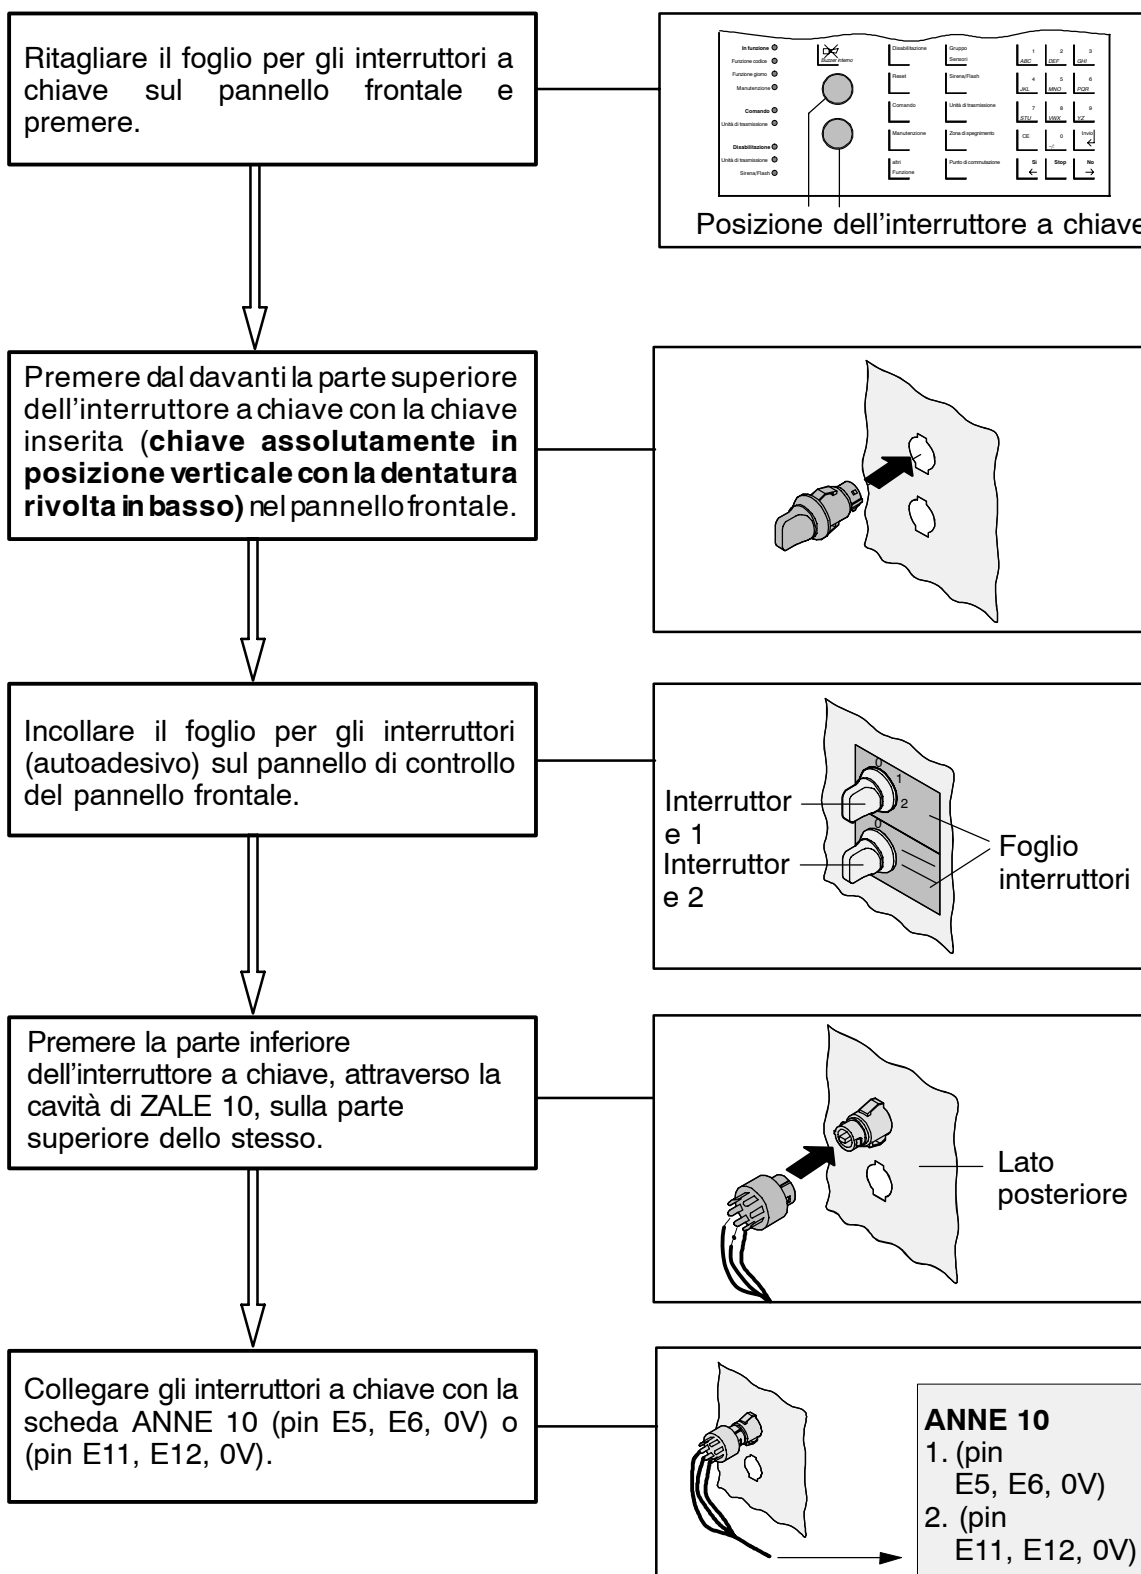 Ritagliare il foglio per gli interruttori a
chiave sul pannello frontale e
premere.
In funzione
Funzione codice
Funzione giorno
Manutenzione
Comando
Unità di trasmissione
Disabilitazione
Unità di trasmissione
Sirena/Flash
Buzzer interno
Disabilitazione
Reset
Comando
Manutenzione
altri
Funzione
Gruppo
Sensori
Sirena/Flash
Unità di trasmissione
Zona di spegnimento
Punto di commutazione
1 2 3
ABC DEF GHI
4 5 6
JKL MNO PQR
7 8 9
STU VWX YZ
CE 0 Invio
Si Stop No
Posizione dell'interruttore a chiave
Premere dal davanti la parte superiore
dell'interruttore a chiave con la chiave
inserita (chiave assolutamente in
posizione verticale con la dentatura
rivolta in basso) nel pannello frontale.
Incollare il foglio per gli interruttori
(autoadesivo) sul pannello di controllo
del pannello frontale.
0
1
2
0
Interruttor
e 1
Interruttor
e 2
Foglio
interruttori
Premere la parte inferiore
dell'interruttore a chiave, attraverso la
cavità di ZALE 10, sulla parte
superiore dello stesso.
Lato
posteriore
Collegare gli interruttori a chiave con la
scheda ANNE 10 (pin E5, E6, 0V) o
(pin E11, E12, 0V).
ANNE 10
1. (pin
E5, E6, 0V)
2. (pin
E11, E12, 0V)